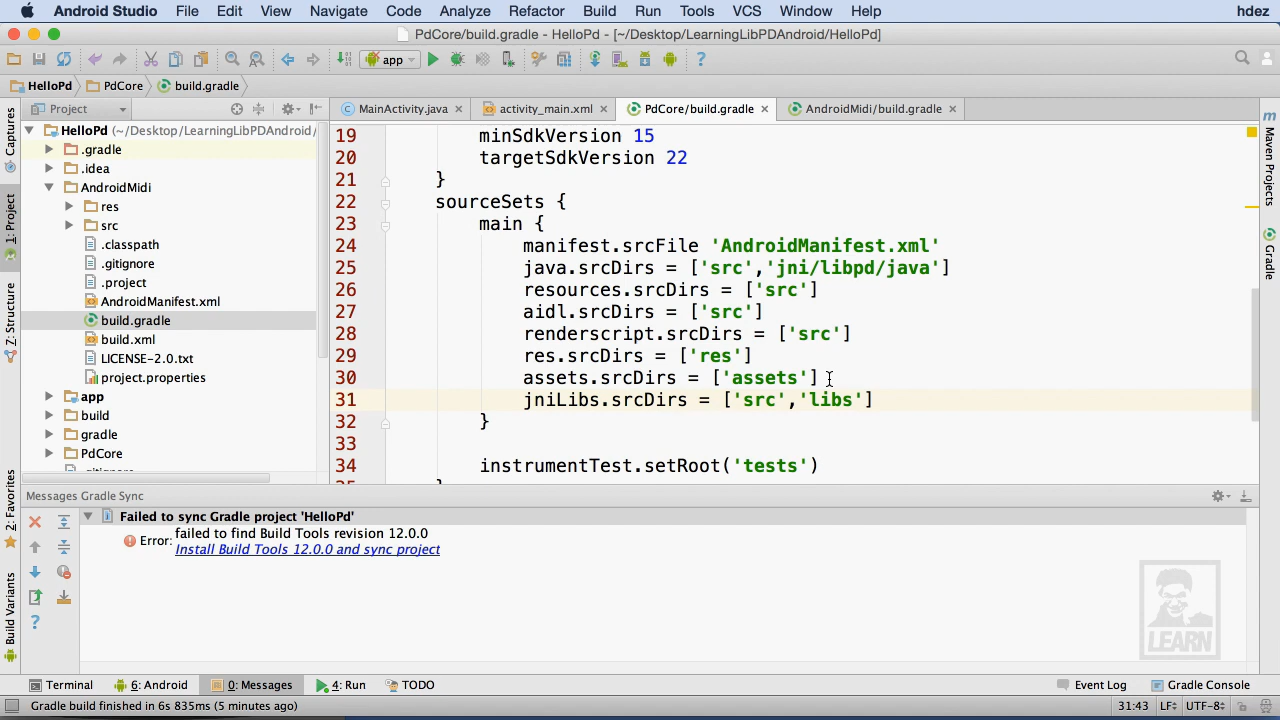 Android Studio File Edit View Navigate Code Analyze Refactor Build Run Tools VCS Window Help hdez
PdCore/build.gradle - HelloPd - [~/Desktop/LearningLibPDAndroid/HelloPd]
app
HelloPd PdCore build.gradle
Project
MainActivity.java activity_main.xml PdCore/build.gradle AndroidMidi/build.gradle
HelloPd (~/Desktop/LearningLibPDAndroid/
.gradle
.idea
AndroidMidi
res
src
.classpath
.gitignore
.project
AndroidManifest.xml
build.gradle
build.xml
LICENSE-2.0.txt
project.properties
app
build
gradle
PdCore
19 minSdkVersion 15
20 targetSdkVersion 22
21 }
22 sourceSets {
23 main {
24 manifest.srcFile 'AndroidManifest.xml'
25 java.srcDirs = ['src','jni/libpd/java']
26 resources.srcDirs = ['src']
27 aidl.srcDirs = ['src']
28 renderscript.srcDirs = ['src']
29 res.srcDirs = ['res']
30 assets.srcDirs = ['assets']
31 jniLibs.srcDirs = ['src','libs']
32 }
33
34 instrumentTest.setRoot('tests')
Captures
1: Project
Z: Structure
2: Favorites
Build Variants
Maven Projects
Gradle
Messages Gradle Sync
Failed to sync Gradle project 'HelloPd'
Error: failed to find Build Tools revision 12.0.0
Install Build Tools 12.0.0 and sync project
LEARN
Terminal 6: Android 0: Messages 4: Run TODO Event Log Gradle Console
Gradle build finished in 6s 835ms (5 minutes ago) 31:43 LF UTF-8